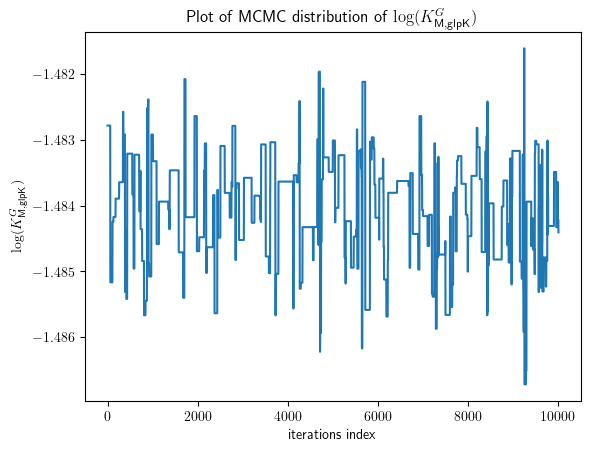 Plot of MCMC distribution of log(K^G_M,glpK)
log(K^G_M,glpK)
−1.482
−1.483
−1.484
−1.485
−1.486
0 2000 4000 6000 8000 10000
iterations index